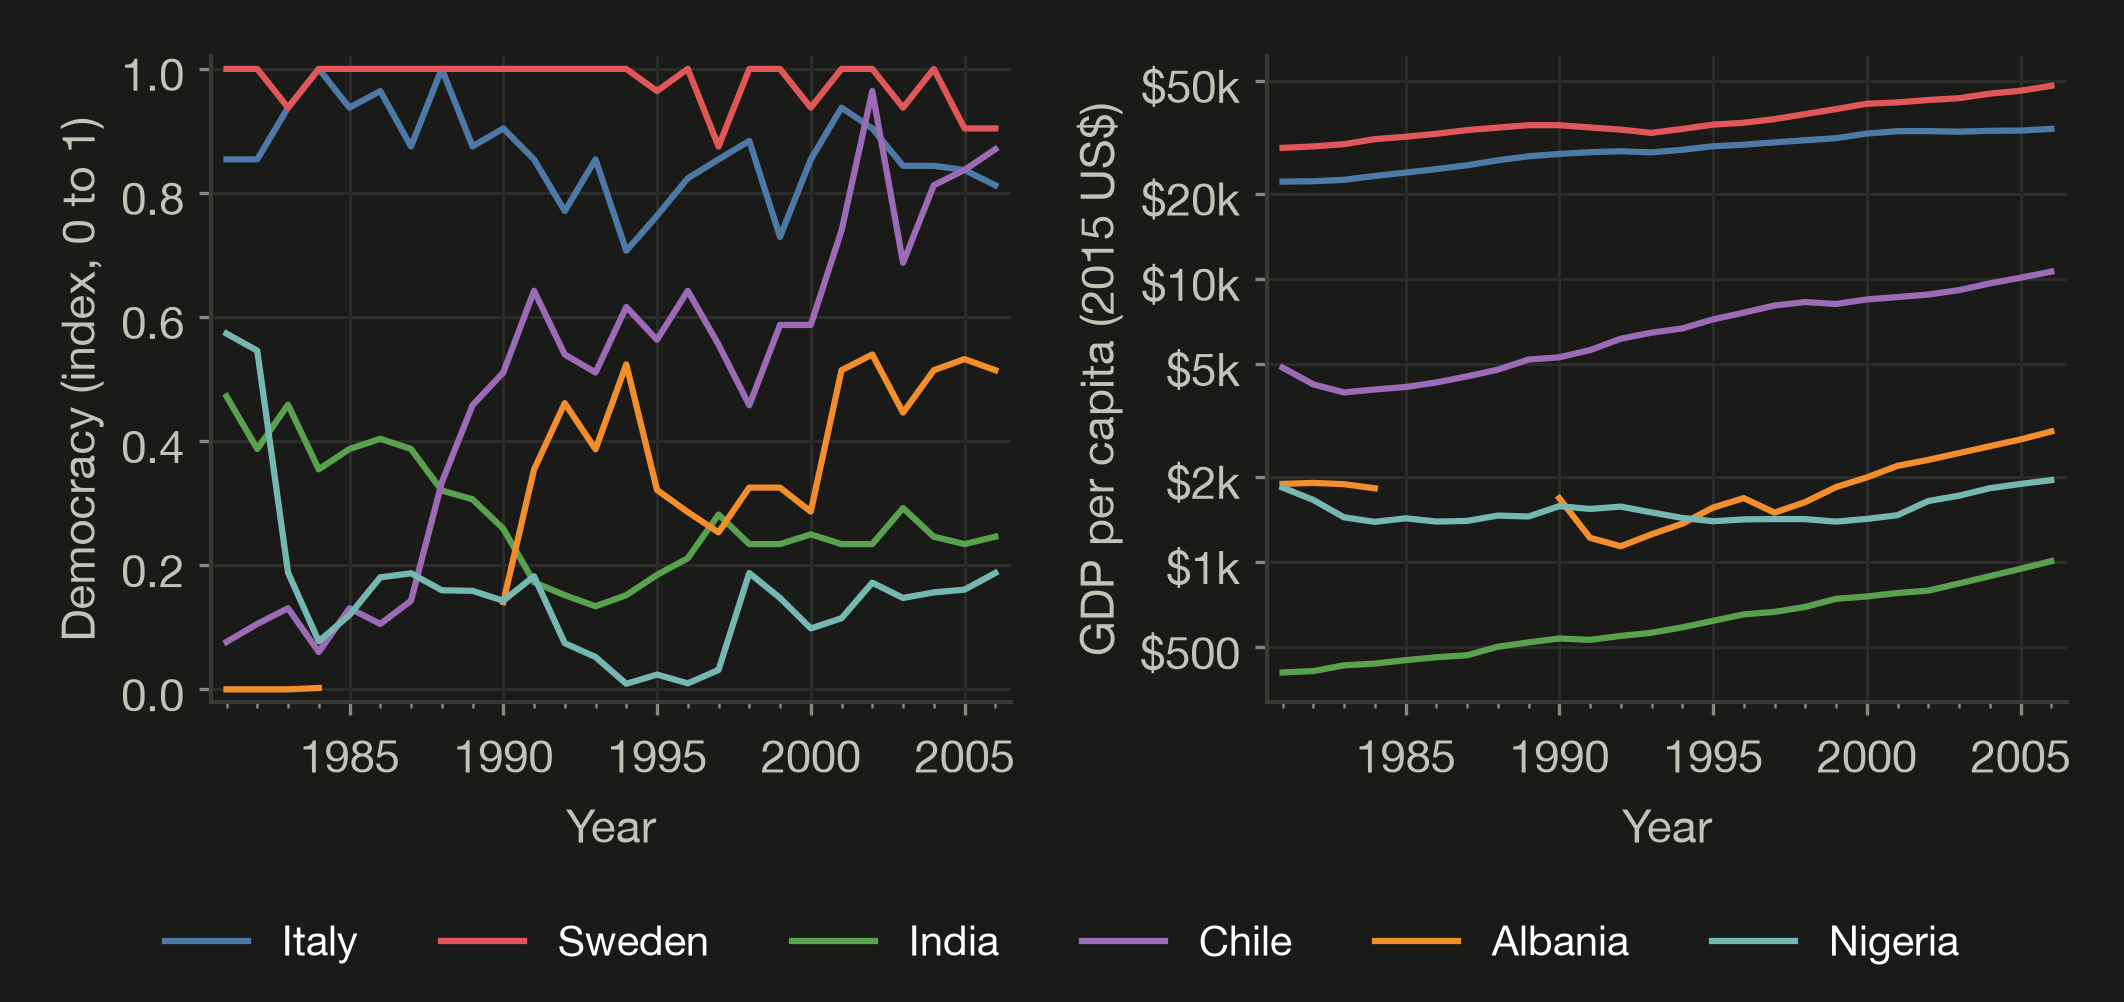 Democracy (index, 0 to 1)
1.0
0.8
0.6
0.4
0.2
0.0
1985 1990 1995 2000 2005
Year
GDP per capita (2015 US$)
$50k
$20k
$10k
$5k
$2k
$1k
$500
1985 1990 1995 2000 2005
Year
Italy Sweden India Chile Albania Nigeria